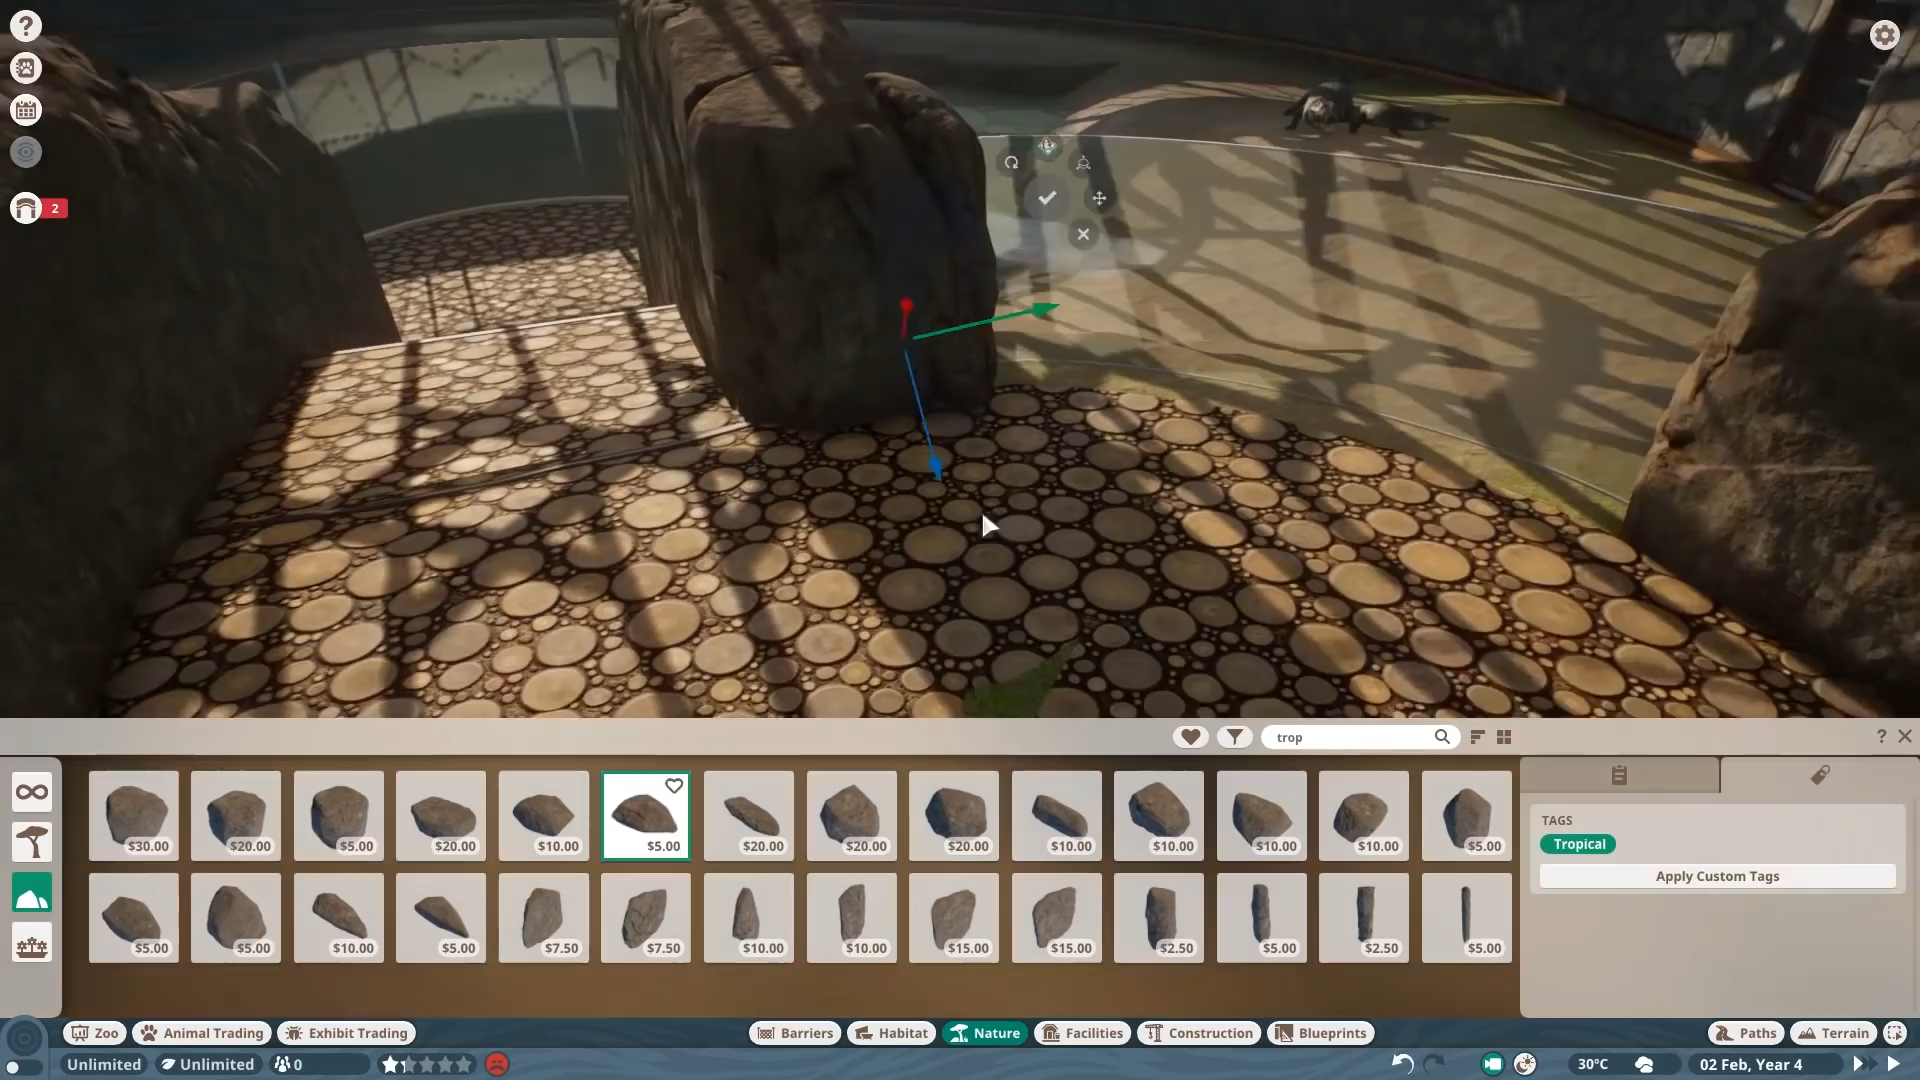 ?
2
trop
?
$30.00 $20.00 $5.00 $20.00 $10.00 $5.00 $20.00 $20.00 $20.00 $10.00 $10.00 $10.00 $10.00 $5.00
$5.00 $5.00 $10.00 $5.00 $7.50 $7.50 $10.00 $10.00 $15.00 $15.00 $2.50 $5.00 $2.50 $5.00
TAGS
Tropical
Apply Custom Tags
Zoo Animal Trading Exhibit Trading Barriers Habitat Nature Facilities Construction Blueprints Paths Terrain
Unlimited Unlimited 0 30°C 02 Feb, Year 4